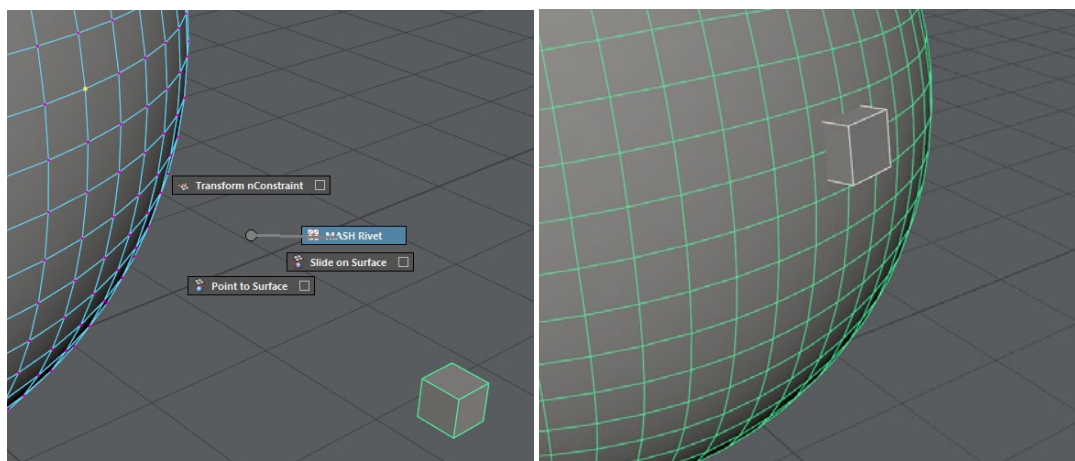 Transform nConstraint
MASH Rivet
Slide on Surface
Point to Surface